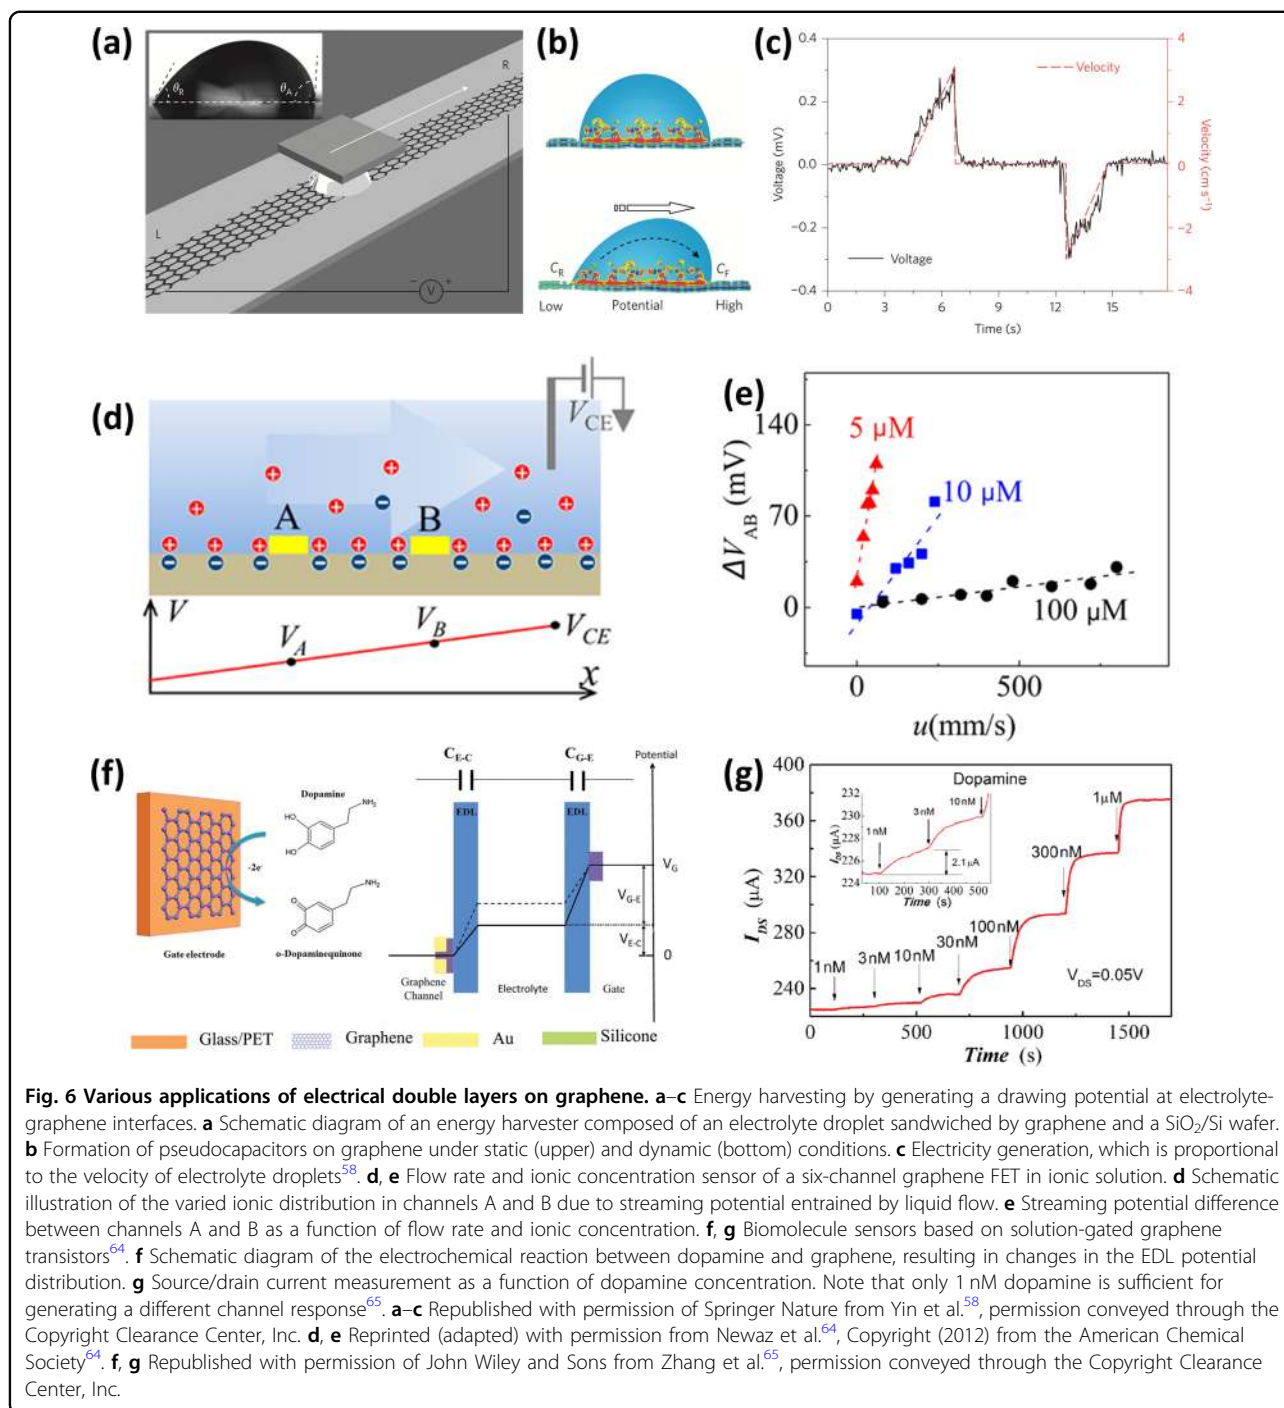 (a)
θR
θA
R
L
− V +
(b)
CR
CF
Low Potential High
(c)
0.4
0.2
0.0
−0.2
−0.4
Voltage (mV)
Velocity
Voltage
4
2
0
−2
−4
Velocity (cm s⁻¹)
0 3 6 9 12 15
Time (s)
(d)
VCE
A B
V
VA
VB
VCE
x
(e)
140
70
0
ΔVAB (mV)
5 µM
10 µM
100 µM
0 500
u(mm/s)
(f)
Dopamine
HO
HO
NH₂
-2e⁻
O
O
NH₂
Gate electrode
o-Dopaminequinone
CE-C
CG-E
Potential
EDL
EDL
VG
VG-E
VE-C
0
Graphene
Channel
Electrolyte
Gate
Glass/PET Graphene Au Silicone
(g)
400
360
320
280
240
IDS (µA)
Dopamine
232
230
228
226
224
IDS (µA)
1 nM
3 nM
10 nM
2.1 µA
100 200 300 400 500
Time (s)
1nM
3nM
10nM
30nM
100nM
300nM
1µM
VDS=0.05V
0 500 1000 1500
Time (s)
Fig. 6 Various applications of electrical double layers on graphene. a–c Energy harvesting by generating a drawing potential at electrolyte-
graphene interfaces. a Schematic diagram of an energy harvester composed of an electrolyte droplet sandwiched by graphene and a SiO₂/Si wafer.
b Formation of pseudocapacitors on graphene under static (upper) and dynamic (bottom) conditions. c Electricity generation, which is proportional
to the velocity of electrolyte droplets⁵⁸. d, e Flow rate and ionic concentration sensor of a six-channel graphene FET in ionic solution. d Schematic
illustration of the varied ionic distribution in channels A and B due to streaming potential entrained by liquid flow. e Streaming potential difference
between channels A and B as a function of flow rate and ionic concentration. f, g Biomolecule sensors based on solution-gated graphene
transistors⁶⁴. f Schematic diagram of the electrochemical reaction between dopamine and graphene, resulting in changes in the EDL potential
distribution. g Source/drain current measurement as a function of dopamine concentration. Note that only 1 nM dopamine is sufficient for
generating a different channel response⁶⁵. a–c Republished with permission of Springer Nature from Yin et al.⁵⁸, permission conveyed through the
Copyright Clearance Center, Inc. d, e Reprinted (adapted) with permission from Newaz et al.⁶⁴, Copyright (2012) from the American Chemical
Society⁶⁴. f, g Republished with permission of John Wiley and Sons from Zhang et al.⁶⁵, permission conveyed through the Copyright Clearance
Center, Inc.